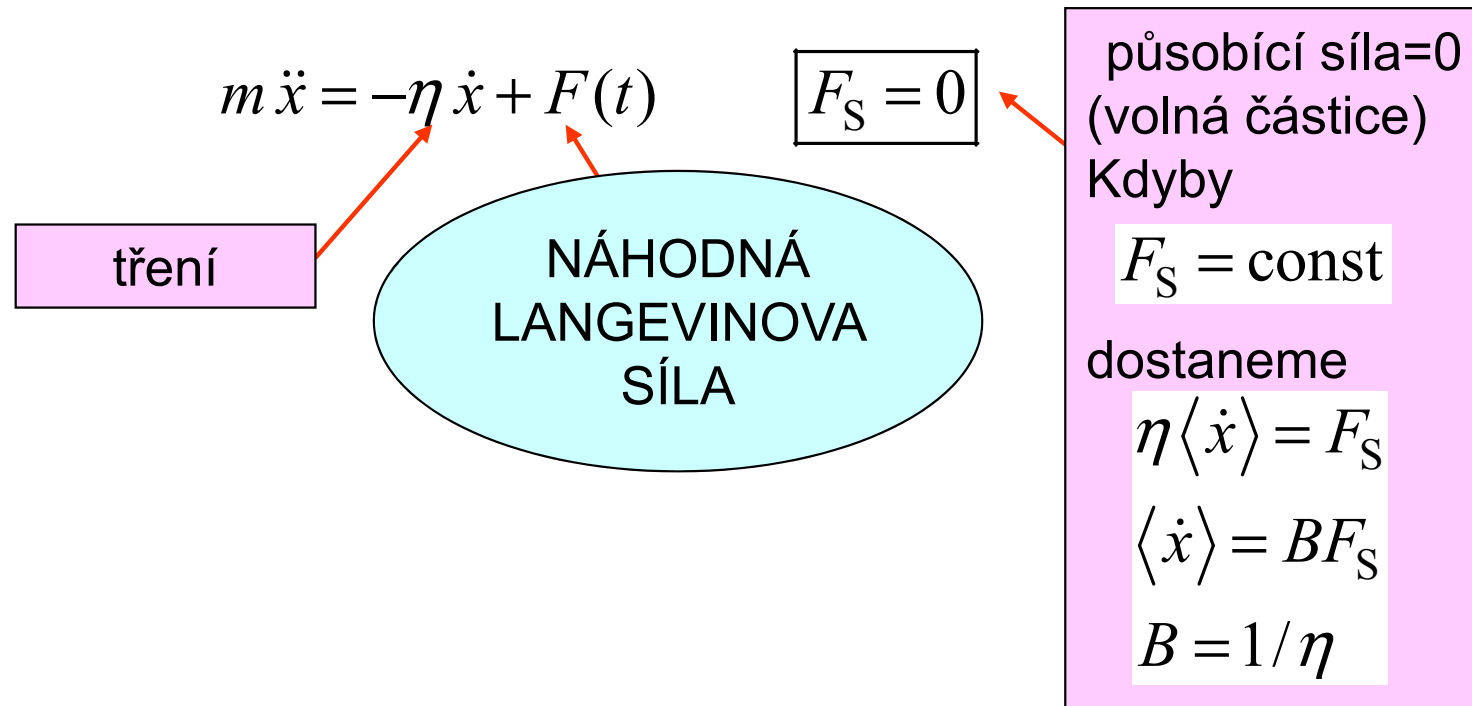 m ẍ = −η ẋ + F(t)
F_S = 0
tření
NÁHODNÁ
LANGEVINOVA
SÍLA
působící síla=0
(volná částice)
Kdyby
F_S = const
dostaneme
η⟨ẋ⟩ = F_S
⟨ẋ⟩ = BF_S
B = 1/η